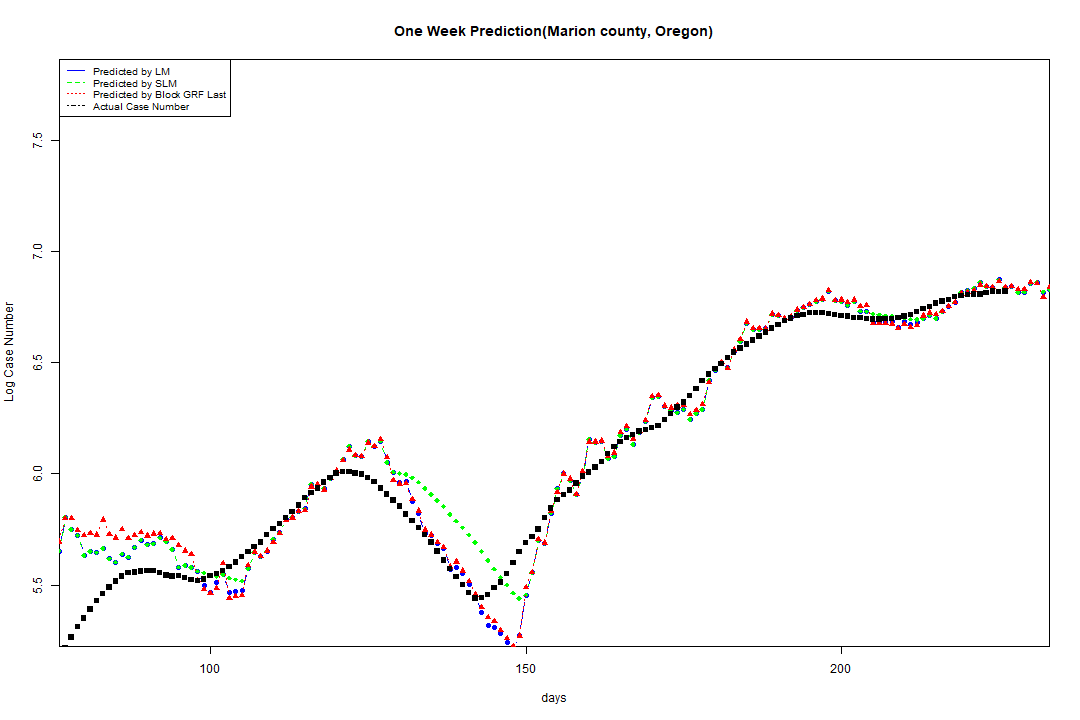 One Week Prediction(Marion county, Oregon)
Predicted by LM
Predicted by SLM
Predicted by Block GRF Last
Actual Case Number
7.5
7.0
6.5
6.0
5.5
Log Case Number
100
150
200
days